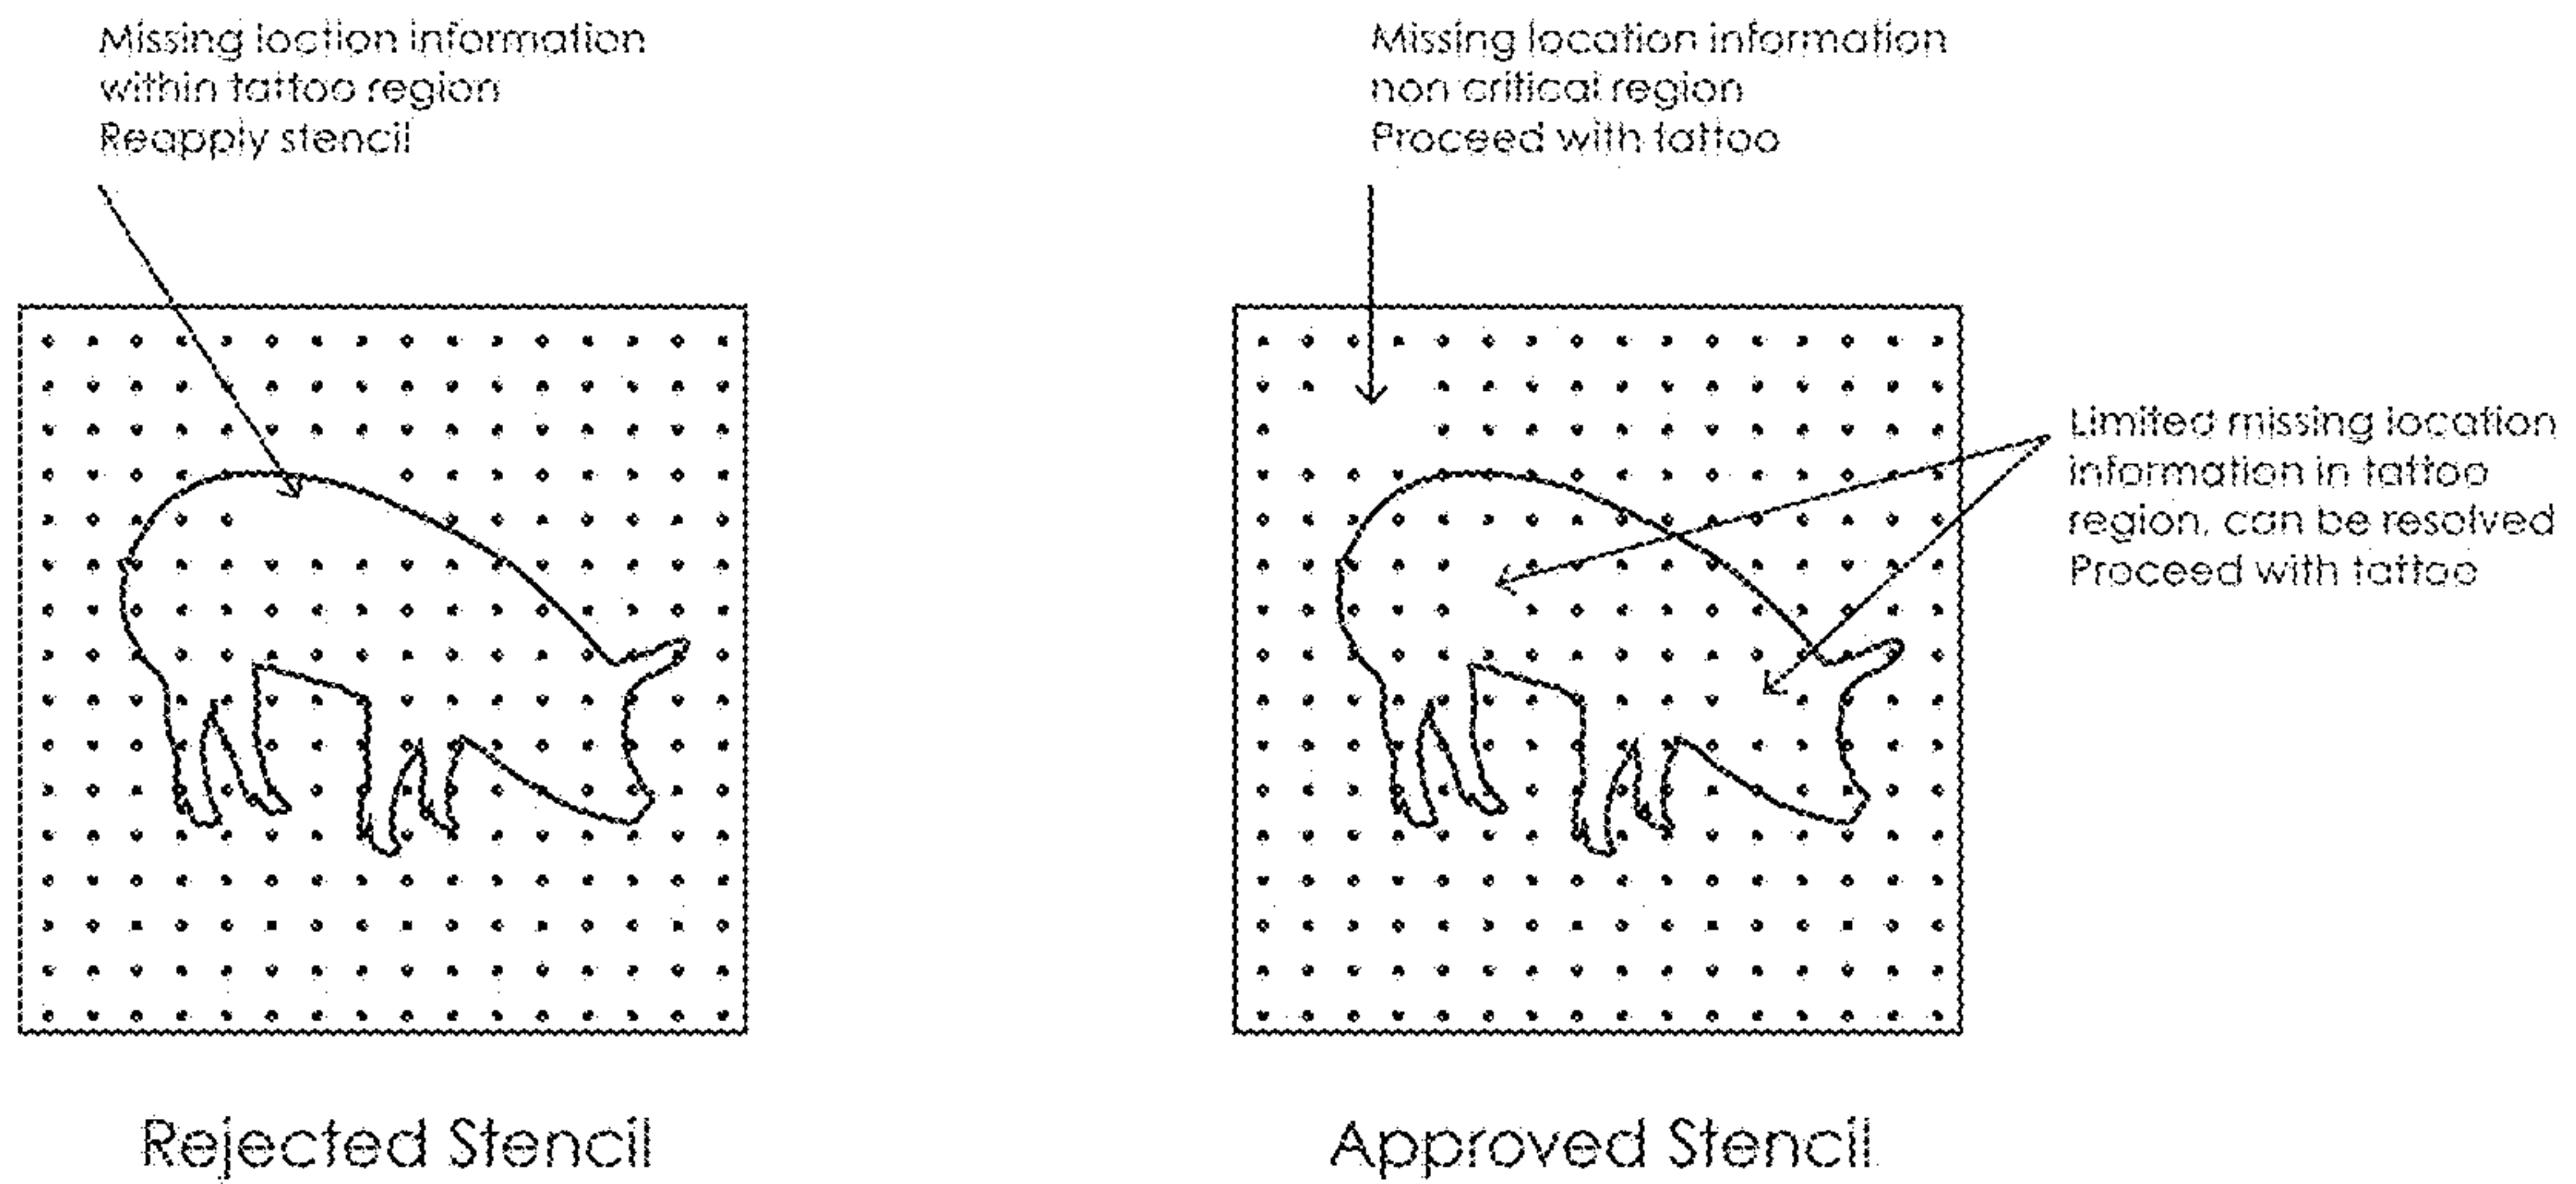 Missing loction information
within tattoo region
Reapply stencil
Missing location information
non critical region
Proceed with tattoo
Limited missing location
information in tattoo
region, can be resolved
Proceed with tattoo
Rejected Stencil
Approved Stencil